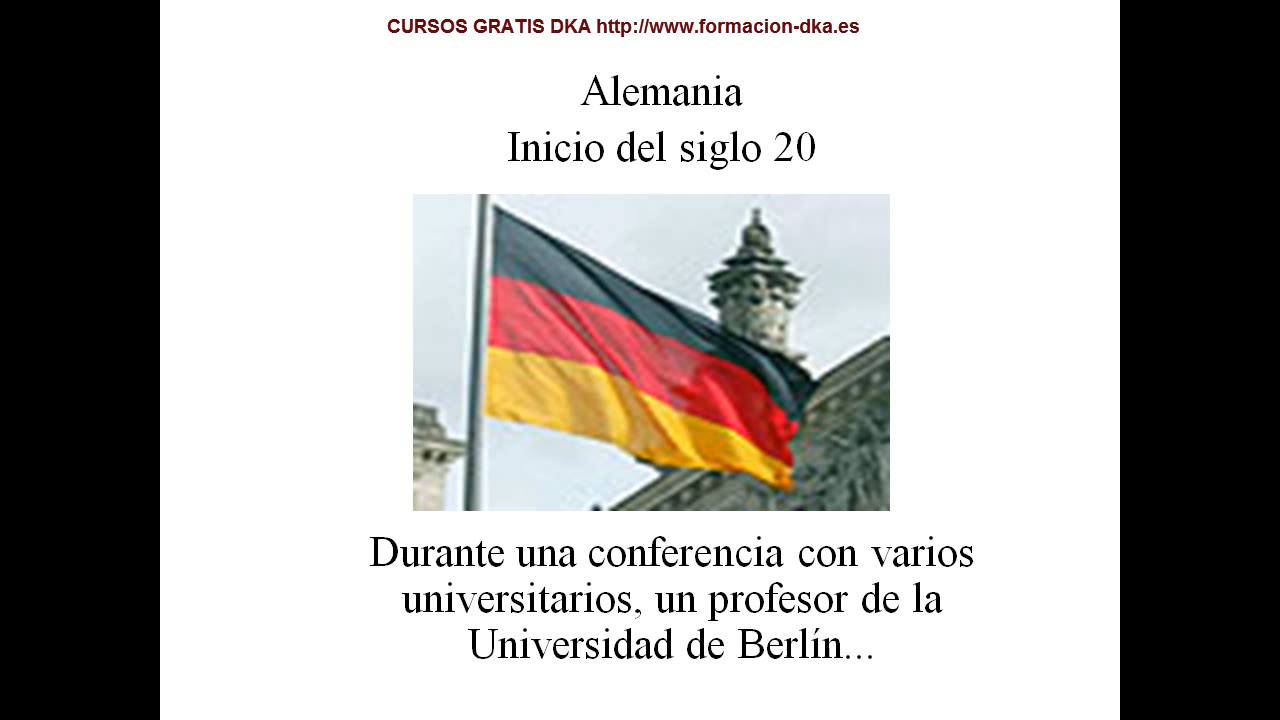 CURSOS GRATIS DKA http://www.formacion-dka.es
Alemania
Inicio del siglo 20
Durante una conferencia con varios
universitarios, un profesor de la
Universidad de Berlín...